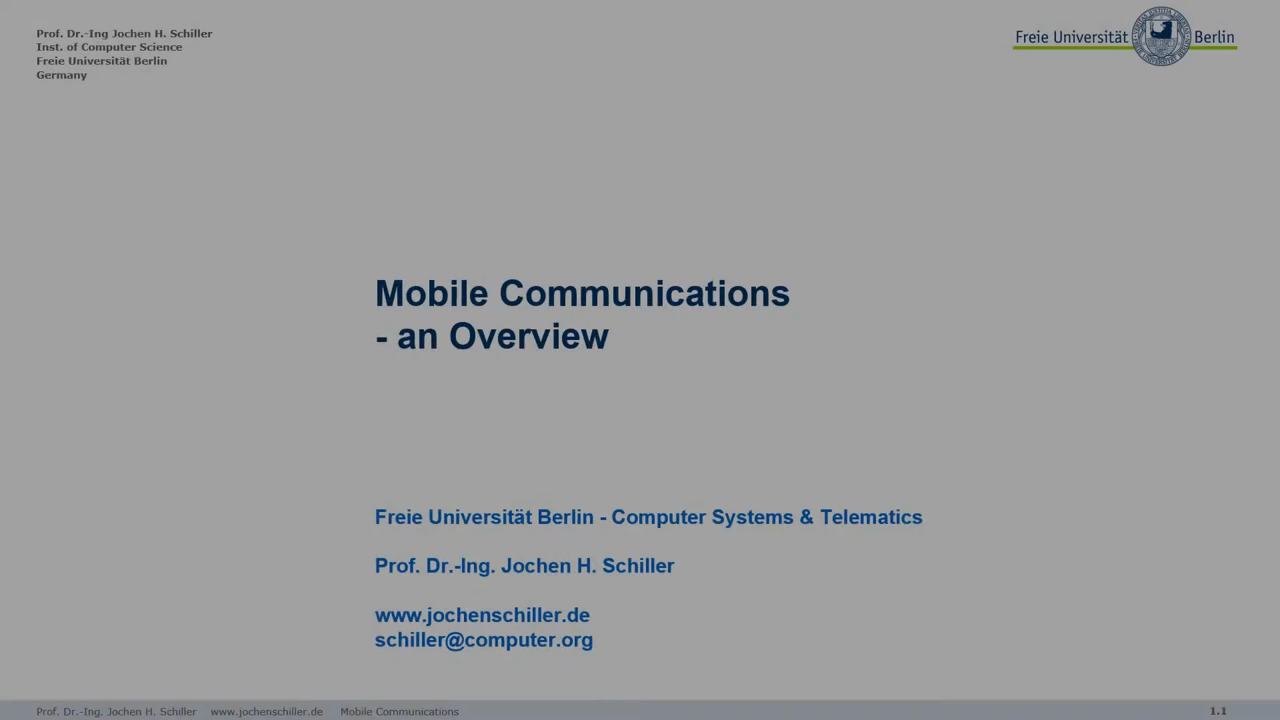 Prof. Dr.-Ing Jochen H. Schiller
Inst. of Computer Science
Freie Universität Berlin
Germany
Freie Universität Berlin
Mobile Communications
- an Overview
Freie Universität Berlin - Computer Systems & Telematics
Prof. Dr.-Ing. Jochen H. Schiller
www.jochenschiller.de
schiller@computer.org
Prof. Dr.-Ing. Jochen H. Schiller www.jochenschiller.de Mobile Communications 1.1